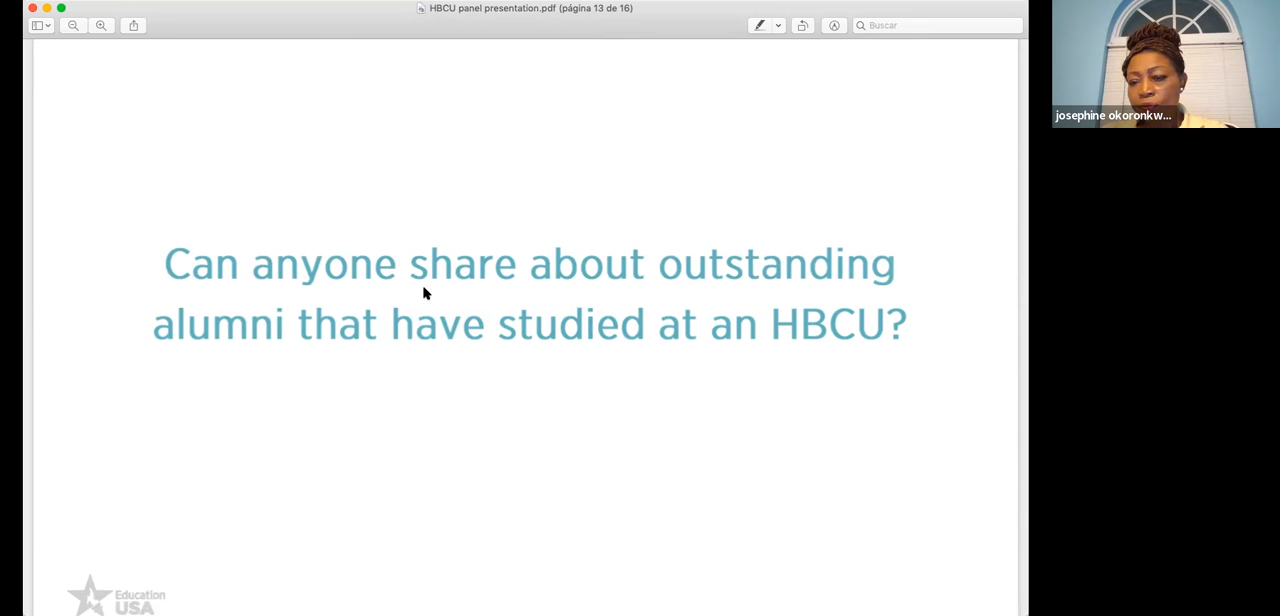 HBCU panel presentation.pdf (página 13 de 16)
Buscar
josephine okoronkw...
Can anyone share about outstanding
alumni that have studied at an HBCU?
Education
USA